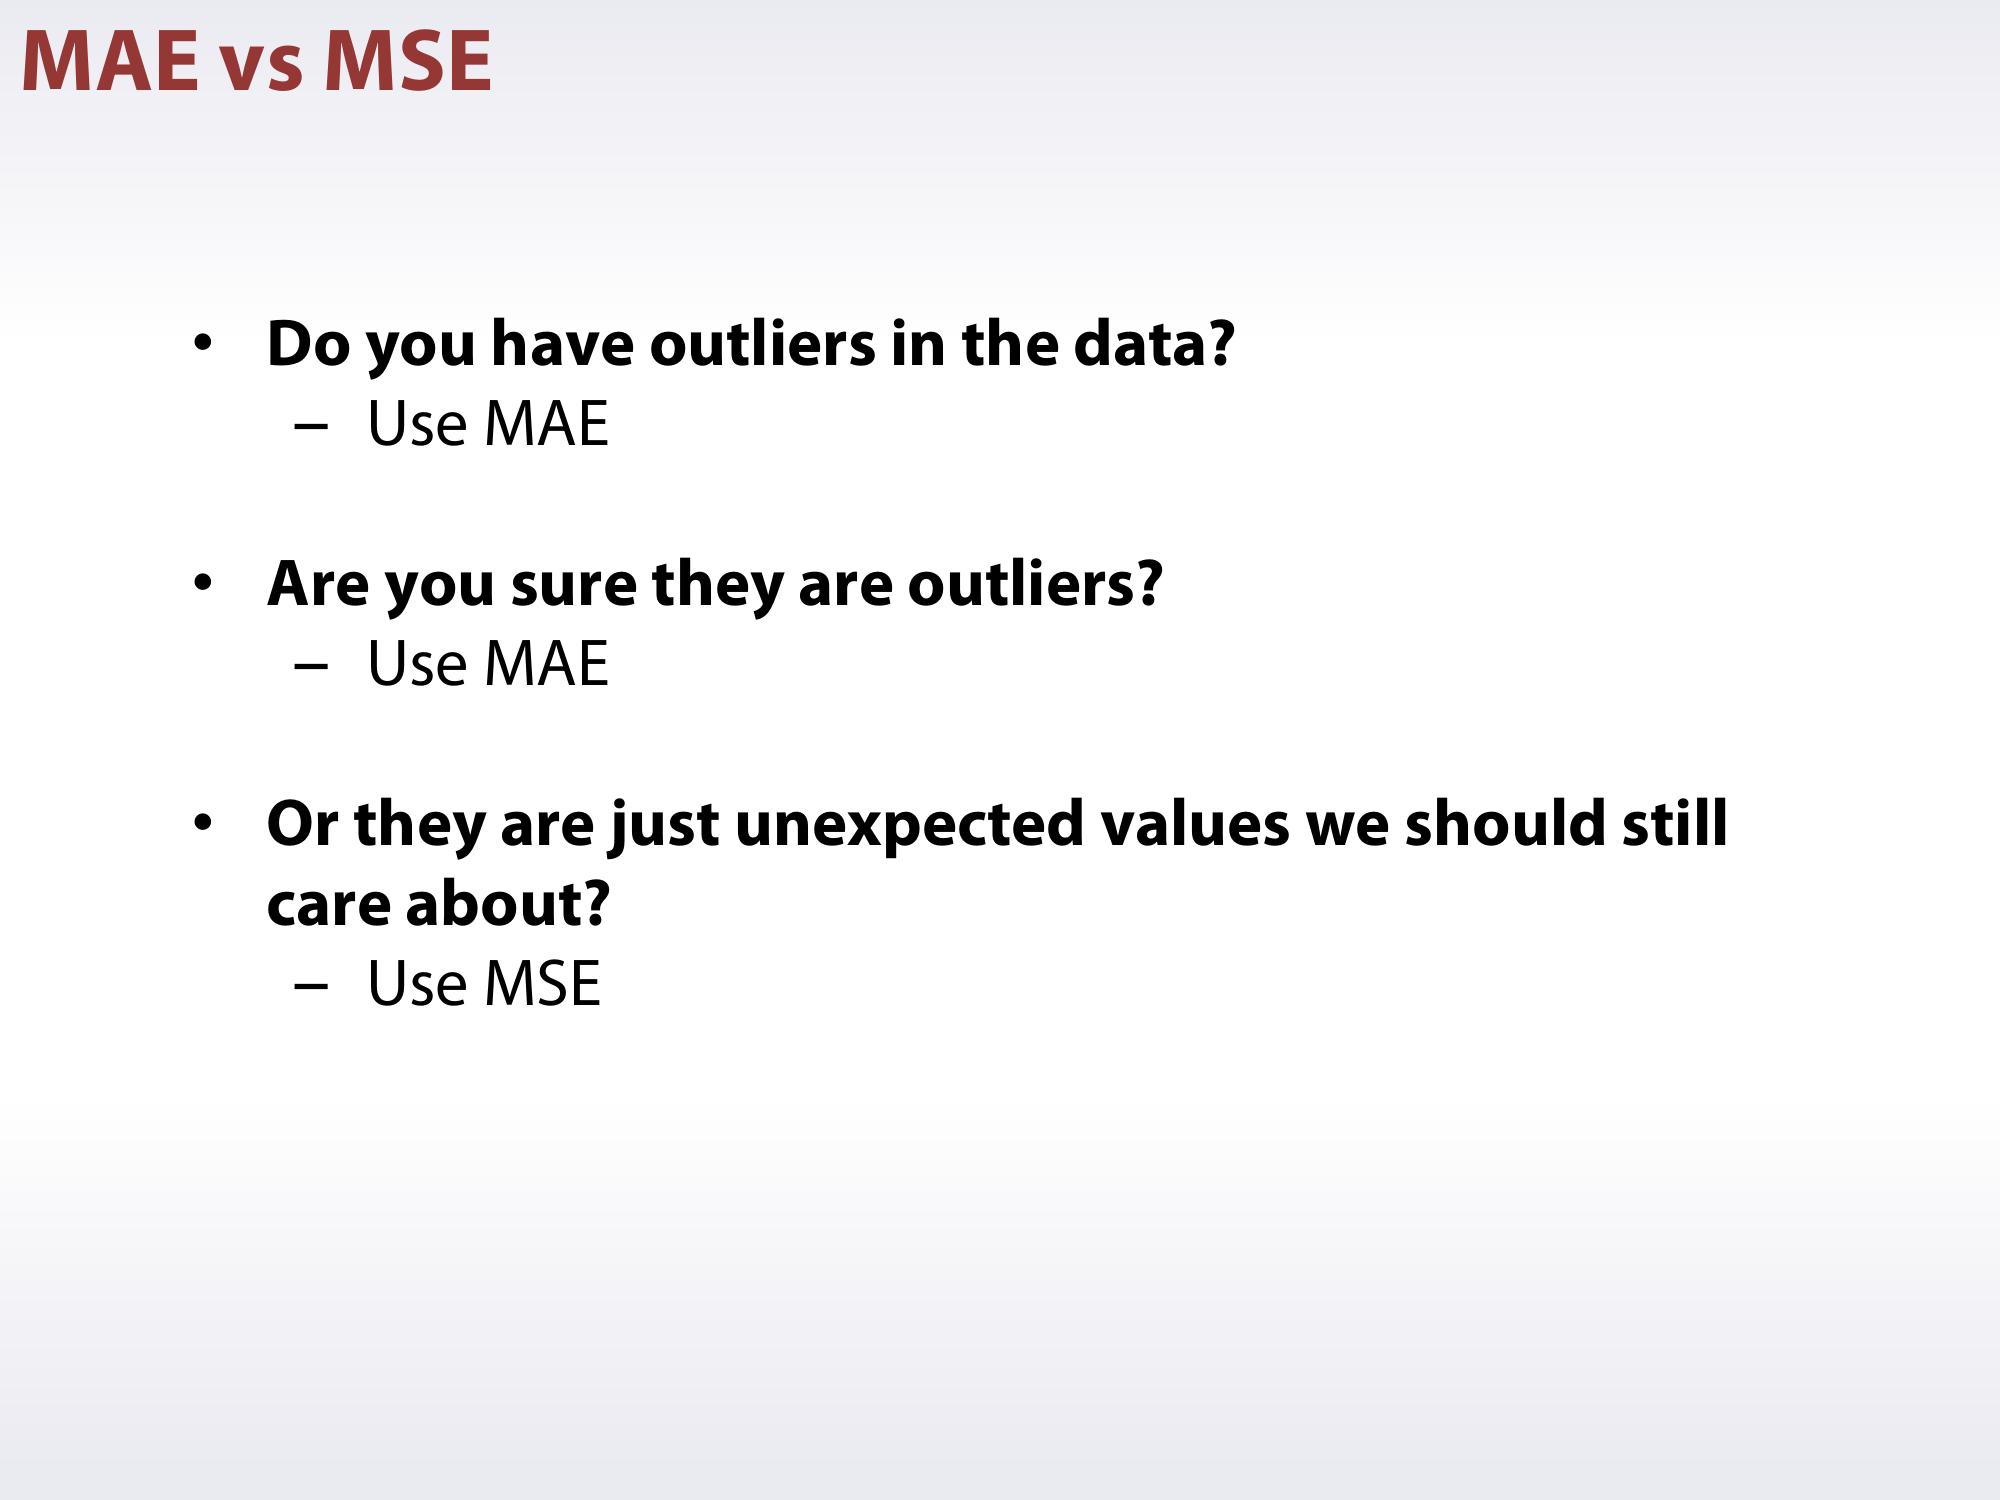 MAE vs MSE
• Do you have outliers in the data?
– Use MAE
• Are you sure they are outliers?
– Use MAE
• Or they are just unexpected values we should still
care about?
– Use MSE